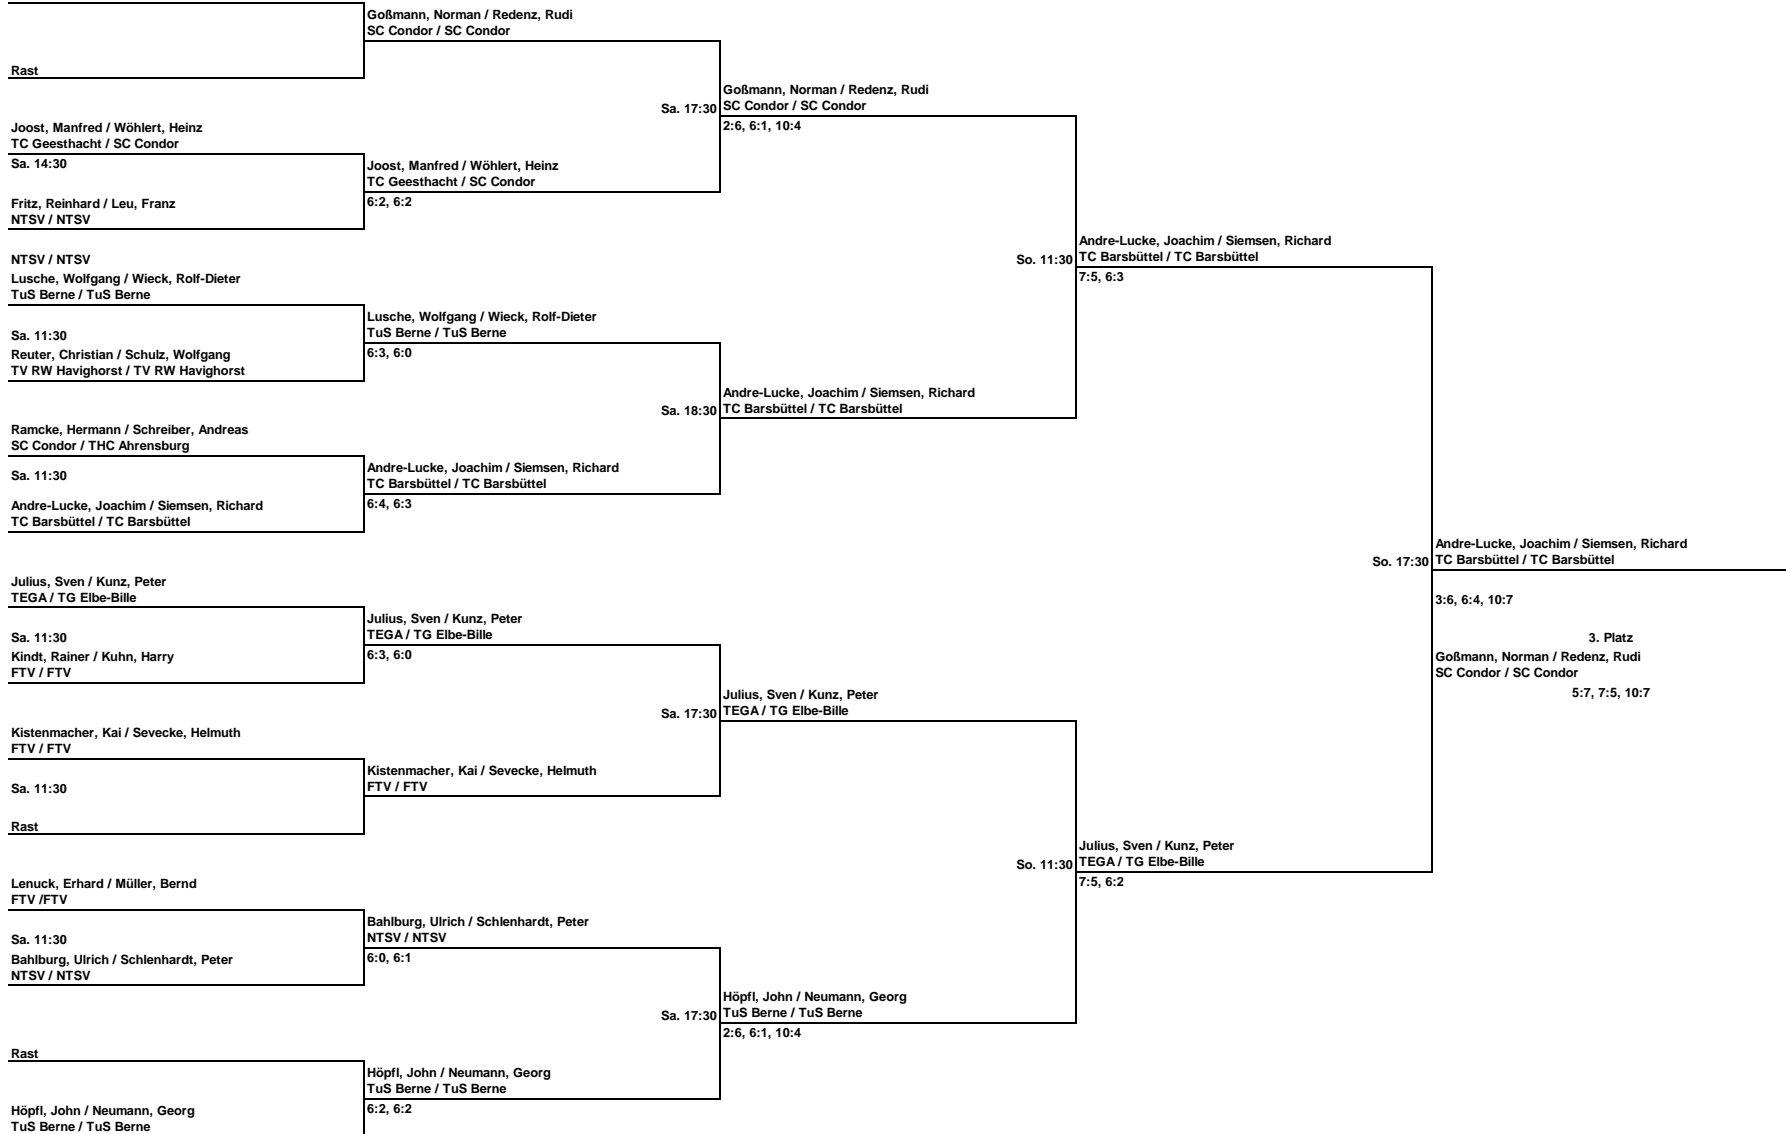 Goßmann, Norman / Redenz, Rudi
SC Condor / SC Condor
Rast
Goßmann, Norman / Redenz, Rudi
Sa. 17:30
SC Condor / SC Condor
2:6, 6:1, 10:4
Joost, Manfred / Wöhlert, Heinz
TC Geesthacht / SC Condor
Sa. 14:30
Joost, Manfred / Wöhlert, Heinz
TC Geesthacht / SC Condor
6:2, 6:2
Fritz, Reinhard / Leu, Franz
NTSV / NTSV
Andre-Lucke, Joachim / Siemsen, Richard
So. 11:30
TC Barsbüttel / TC Barsbüttel
7:5, 6:3
NTSV / NTSV
Lusche, Wolfgang / Wieck, Rolf-Dieter
TuS Berne / TuS Berne
Lusche, Wolfgang / Wieck, Rolf-Dieter
TuS Berne / TuS Berne
6:3, 6:0
Sa. 11:30
Reuter, Christian / Schulz, Wolfgang
TV RW Havighorst / TV RW Havighorst
Andre-Lucke, Joachim / Siemsen, Richard
Sa. 18:30
TC Barsbüttel / TC Barsbüttel
Ramcke, Hermann / Schreiber, Andreas
SC Condor / THC Ahrensburg
Sa. 11:30
Andre-Lucke, Joachim / Siemsen, Richard
TC Barsbüttel / TC Barsbüttel
6:4, 6:3
Andre-Lucke, Joachim / Siemsen, Richard
TC Barsbüttel / TC Barsbüttel
Andre-Lucke, Joachim / Siemsen, Richard
So. 17:30
TC Barsbüttel / TC Barsbüttel
3:6, 6:4, 10:7
3. Platz
Goßmann, Norman / Redenz, Rudi
SC Condor / SC Condor
5:7, 7:5, 10:7
Julius, Sven / Kunz, Peter
TEGA / TG Elbe-Bille
Julius, Sven / Kunz, Peter
TEGA / TG Elbe-Bille
6:3, 6:0
Sa. 11:30
Kindt, Rainer / Kuhn, Harry
FTV / FTV
Julius, Sven / Kunz, Peter
Sa. 17:30
TEGA / TG Elbe-Bille
Kistenmacher, Kai / Sevecke, Helmuth
FTV / FTV
Kistenmacher, Kai / Sevecke, Helmuth
FTV / FTV
Sa. 11:30
Rast
Julius, Sven / Kunz, Peter
So. 11:30
TEGA / TG Elbe-Bille
7:5, 6:2
Lenuck, Erhard / Müller, Bernd
FTV /FTV
Bahlburg, Ulrich / Schlenhardt, Peter
NTSV / NTSV
6:0, 6:1
Sa. 11:30
Bahlburg, Ulrich / Schlenhardt, Peter
NTSV / NTSV
Höpfl, John / Neumann, Georg
Sa. 17:30
TuS Berne / TuS Berne
2:6, 6:1, 10:4
Rast
Höpfl, John / Neumann, Georg
TuS Berne / TuS Berne
6:2, 6:2
Höpfl, John / Neumann, Georg
TuS Berne / TuS Berne